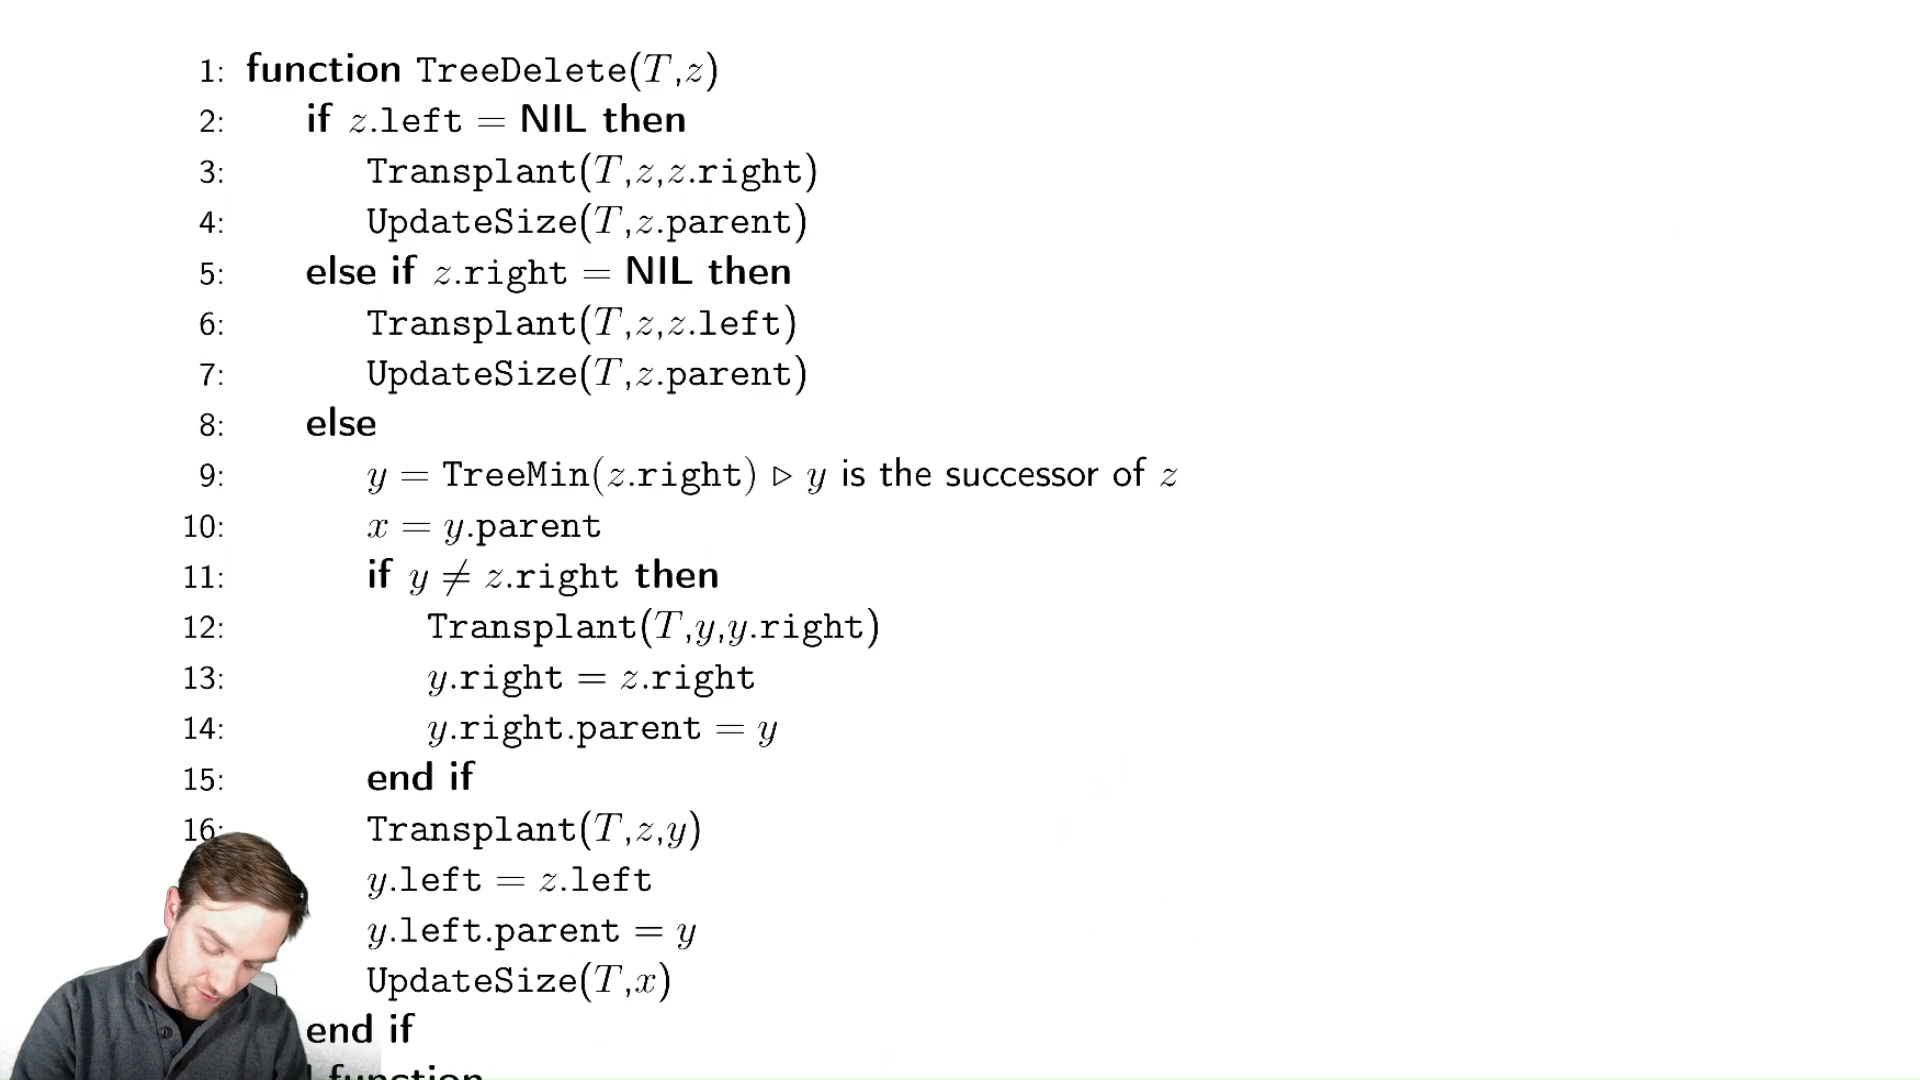 1: function TreeDelete(T,z)
2: if z.left = NIL then
3: Transplant(T,z,z.right)
4: UpdateSize(T,z.parent)
5: else if z.right = NIL then
6: Transplant(T,z,z.left)
7: UpdateSize(T,z.parent)
8: else
9: y = TreeMin(z.right) ▷ y is the successor of z
10: x = y.parent
11: if y ≠ z.right then
12: Transplant(T,y,y.right)
13: y.right = z.right
14: y.right.parent = y
15: end if
16: Transplant(T,z,y)
y.left = z.left
y.left.parent = y
UpdateSize(T,x)
end if
function